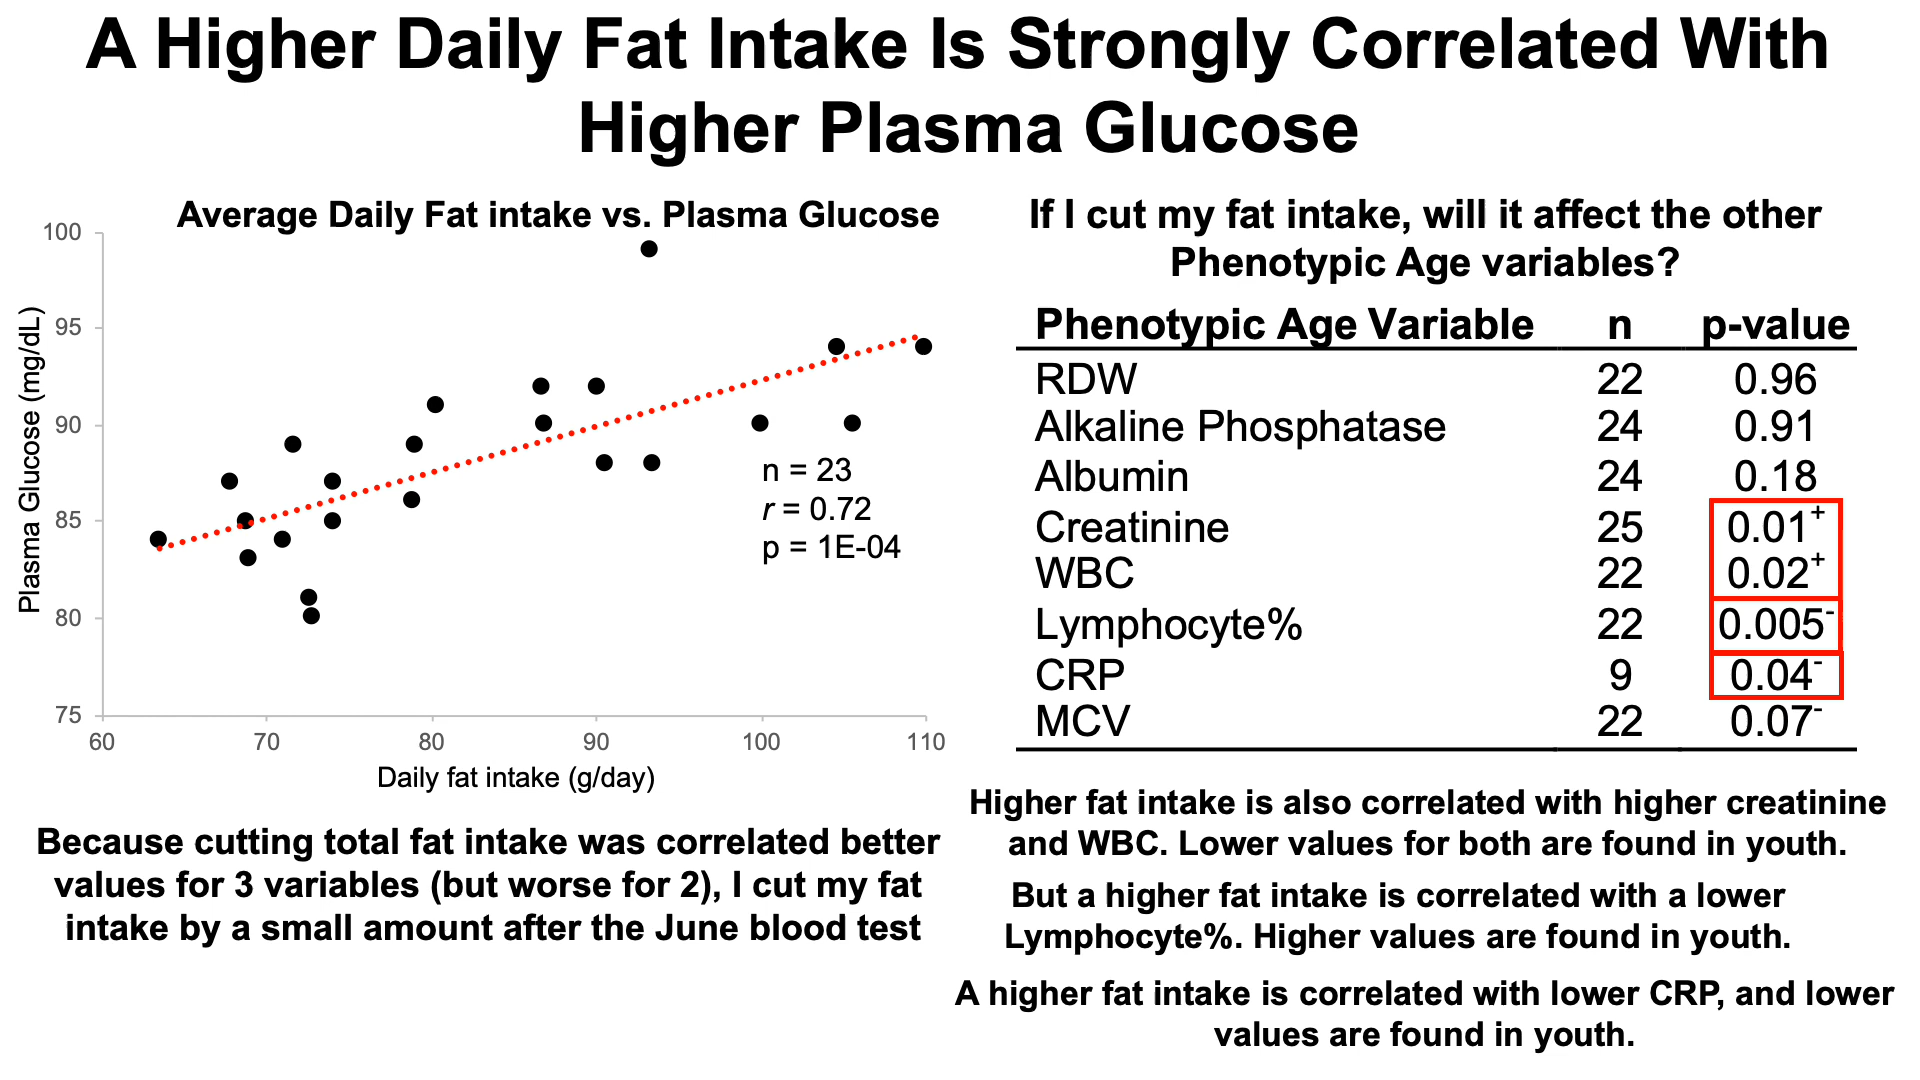 A Higher Daily Fat Intake Is Strongly Correlated With
Higher Plasma Glucose
Average Daily Fat intake vs. Plasma Glucose
100
95
90
85
80
75
60
70
80
90
100
110
Plasma Glucose (mg/dL)
Daily fat intake (g/day)
n = 23
r = 0.72
p = 1E-04
Because cutting total fat intake was correlated better
values for 3 variables (but worse for 2), I cut my fat
intake by a small amount after the June blood test
If I cut my fat intake, will it affect the other
Phenotypic Age variables?
Phenotypic Age Variable n p-value
RDW 22 0.96
Alkaline Phosphatase 24 0.91
Albumin 24 0.18
Creatinine 25 0.01+
WBC 22 0.02+
Lymphocyte% 22 0.005-
CRP 9 0.04-
MCV 22 0.07-
Higher fat intake is also correlated with higher creatinine
and WBC. Lower values for both are found in youth.
But a higher fat intake is correlated with a lower
Lymphocyte%. Higher values are found in youth.
A higher fat intake is correlated with lower CRP, and lower
values are found in youth.